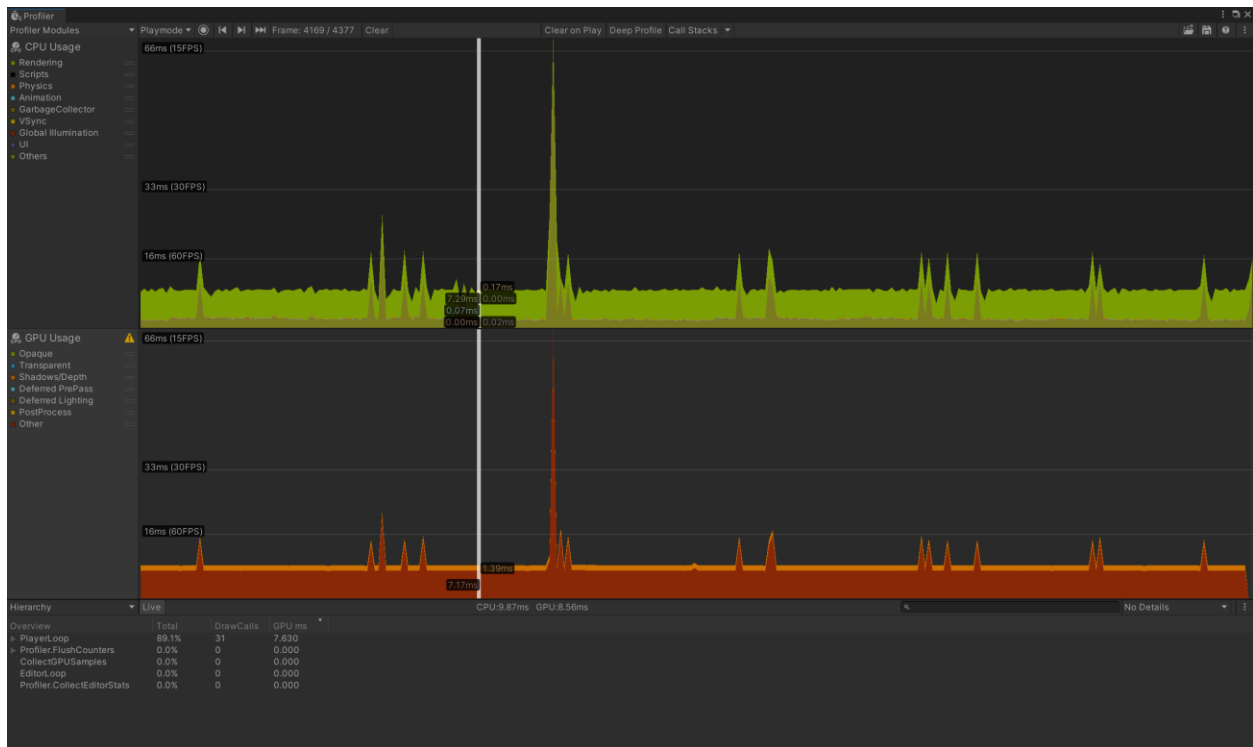 Profiler
Profiler Modules Playmode Frame: 4169 / 4377 Clear Clear on Play Deep Profile Call Stacks
CPU Usage
Rendering
Scripts
Physics
Animation
GarbageCollector
VSync
Global Illumination
UI
Others
66ms (15FPS)
33ms (30FPS)
16ms (60FPS)
0.17ms
7.29ms 0.00ms
0.07ms
0.00ms 0.02ms
GPU Usage
Opaque
Transparent
Shadows/Depth
Deferred PrePass
Deferred Lighting
PostProcess
Other
66ms (15FPS)
33ms (30FPS)
16ms (60FPS)
1.39ms
7.17ms
Hierarchy Live CPU:9.87ms GPU:8.56ms No Details
Overview Total DrawCalls GPU ms
PlayerLoop 89.1% 31 7.630
Profiler.FlushCounters 0.0% 0 0.000
CollectGPUSamples 0.0% 0 0.000
EditorLoop 0.0% 0 0.000
Profiler.CollectEditorStats 0.0% 0 0.000